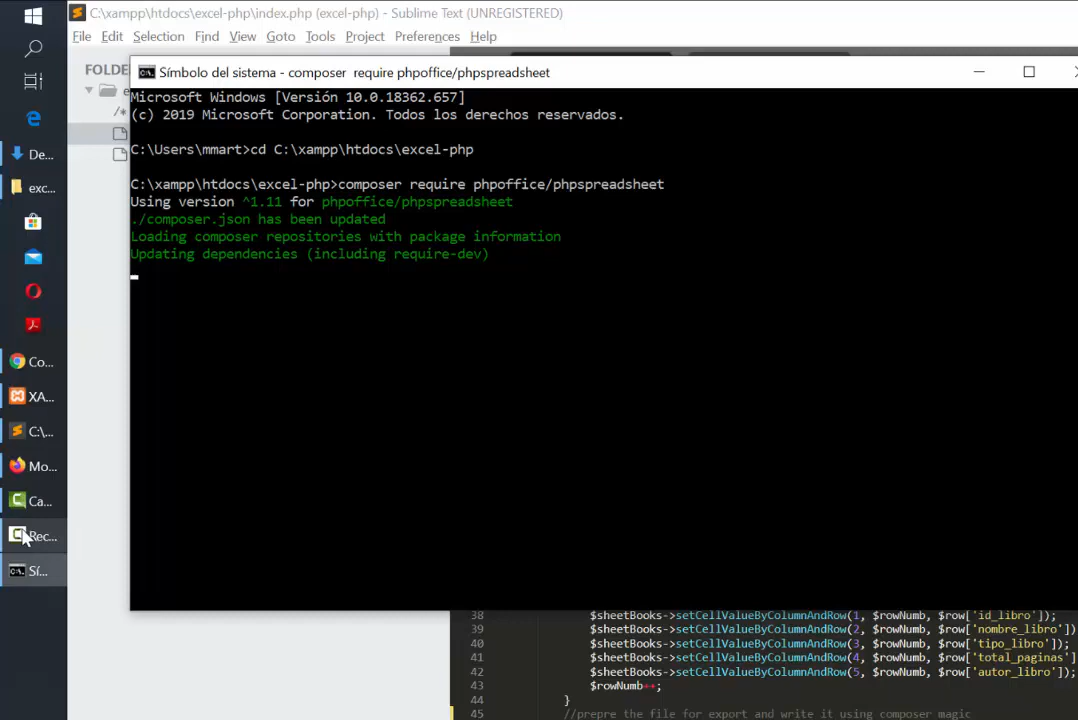 C:\xampp\htdocs\excel-php\index.php (excel-php) - Sublime Text (UNREGISTERED)
File Edit Selection Find View Goto Tools Project Preferences Help
FOLDE
Símbolo del sistema - composer  require phpoffice/phpspreadsheet
Microsoft Windows [Versión 10.0.18362.657]
(c) 2019 Microsoft Corporation. Todos los derechos reservados.
C:\Users\mmart>cd C:\xampp\htdocs\excel-php
C:\xampp\htdocs\excel-php>composer require phpoffice/phpspreadsheet
Using version ^1.11 for phpoffice/phpspreadsheet
./composer.json has been updated
Loading composer repositories with package information
Updating dependencies (including require-dev)
e
/*
De...
exc...
Co...
XA...
C:\...
Mo...
Ca...
Rec...
Sí...
38 $sheetBooks->setCellValueByColumnAndRow(1, $rowNumb, $row['id_libro']);
39 $sheetBooks->setCellValueByColumnAndRow(2, $rowNumb, $row['nombre_libro'])
40 $sheetBooks->setCellValueByColumnAndRow(3, $rowNumb, $row['tipo_libro']);
41 $sheetBooks->setCellValueByColumnAndRow(4, $rowNumb, $row['total_paginas']
42 $sheetBooks->setCellValueByColumnAndRow(5, $rowNumb, $row['autor_libro']);
43 $rowNumb++;
44 }
45 //prepre the file for export and write it using composer magic